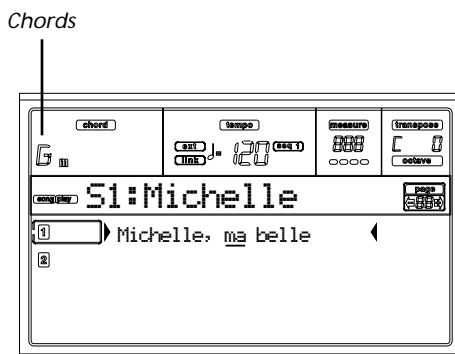 Chords
chord tempo measure transpose
G m ext link ♩= 120 seq 1 888 C 0
octave
song play S1:Michelle page 88
1 Michelle, ma belle
2